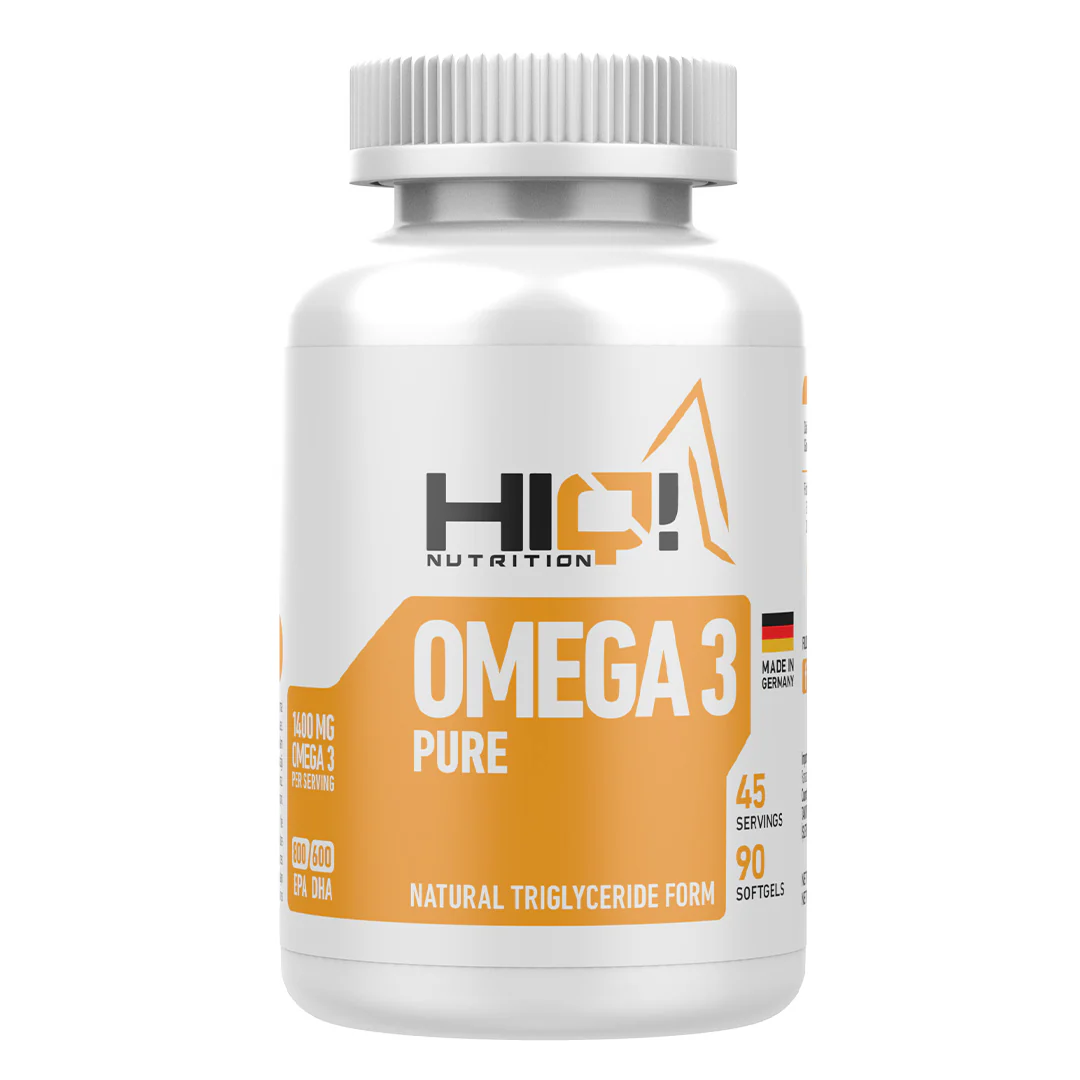 HIQ!
NUTRITION
OMEGA 3
PURE
1400 MG
OMEGA 3
PER SERVING
800/600
EPA DHA
NATURAL TRIGLYCERIDE FORM
MADE IN
GERMANY
45
SERVINGS
90
SOFTGELS